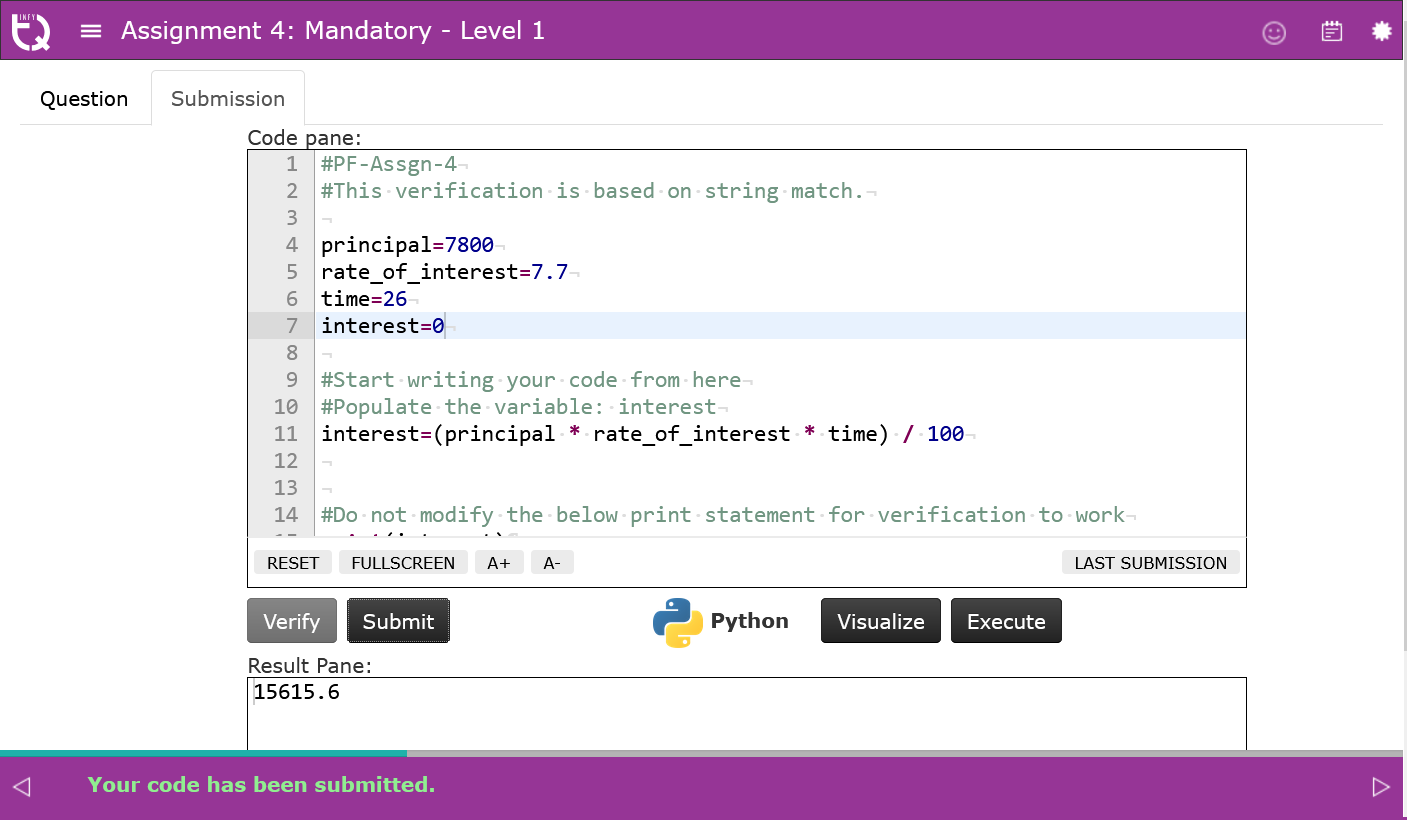 INFY
TQ
Assignment 4: Mandatory - Level 1
Question
Submission
Code pane:
1 #PF-Assgn-4
2 #This verification is based on string match.
3
4 principal=7800
5 rate_of_interest=7.7
6 time=26
7 interest=0
8
9 #Start writing your code from here
10 #Populate the variable: interest
11 interest=(principal * rate_of_interest * time) / 100
12
13
14 #Do not modify the below print statement for verification to work
RESET FULLSCREEN A+ A- LAST SUBMISSION
Verify Submit Python Visualize Execute
Result Pane:
15615.6
Your code has been submitted.